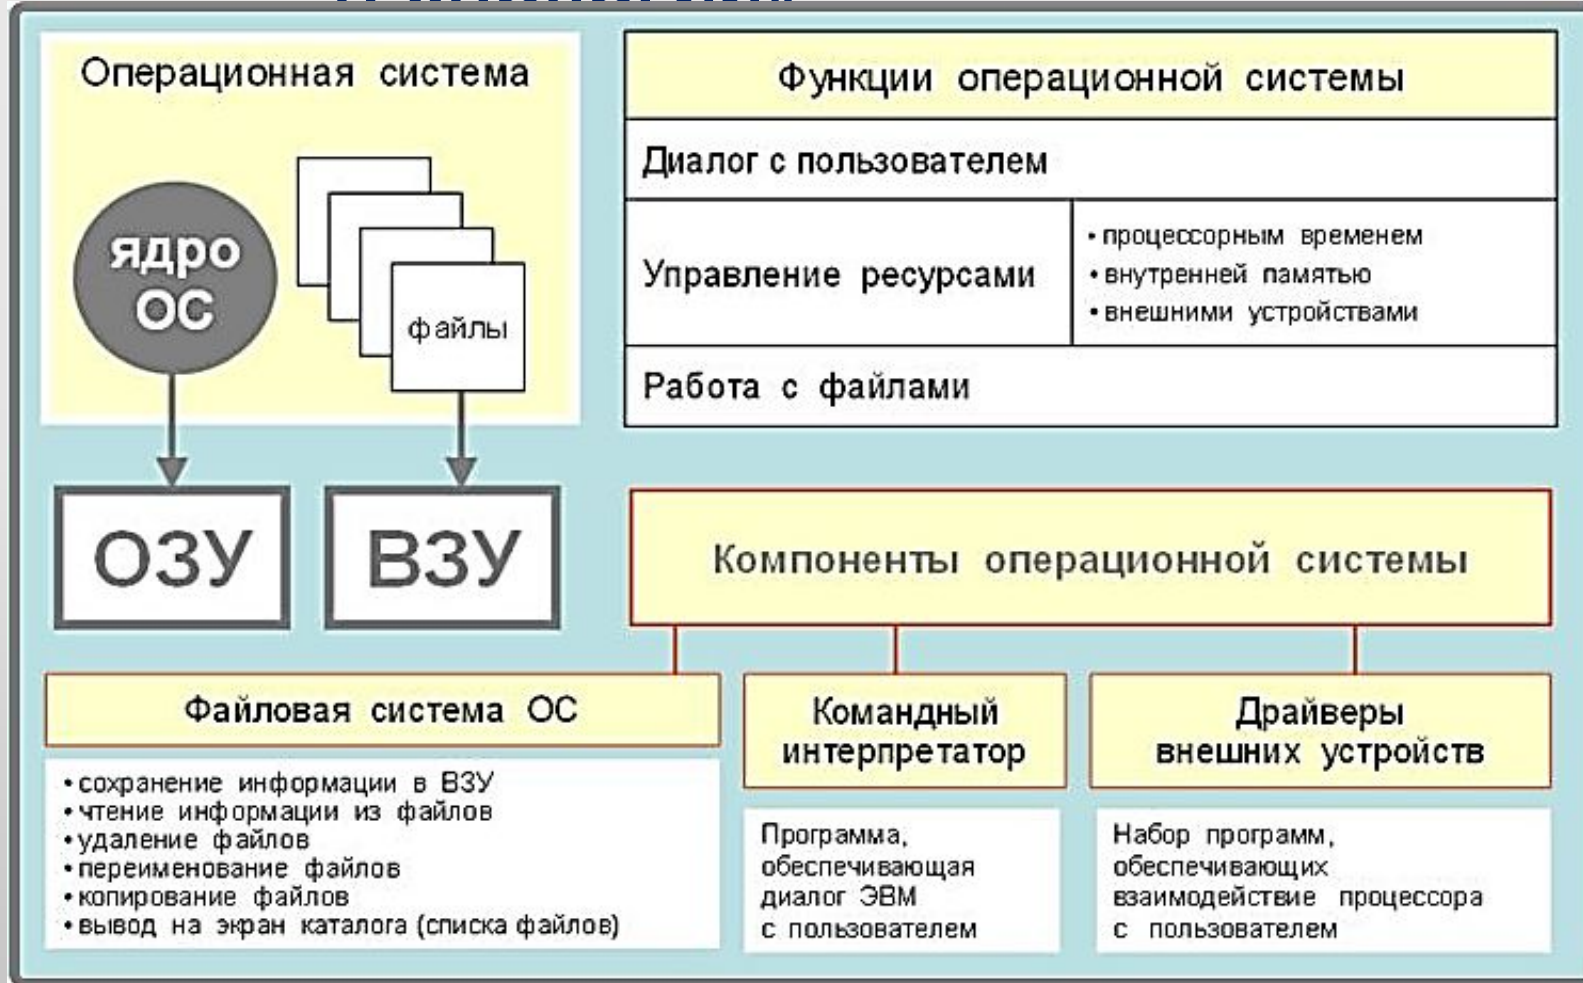 Операционная система
ядро
ОС
файлы
ОЗУ
ВЗУ
Функции операционной системы
Диалог с пользователем
Управление ресурсами
• процессорным временем
• внутренней памятью
• внешними устройствами
Работа с файлами
Компоненты операционной системы
Файловая система ОС
• сохранение информации в ВЗУ
• чтение информации из файлов
• удаление файлов
• переименование файлов
• копирование файлов
• вывод на экран каталога (списка файлов)
Командный
интерпретатор
Программа,
обеспечивающая
диалог ЭВМ
с пользователем
Драйверы
внешних устройств
Набор программ,
обеспечивающих
взаимодействие процессора
с пользователем